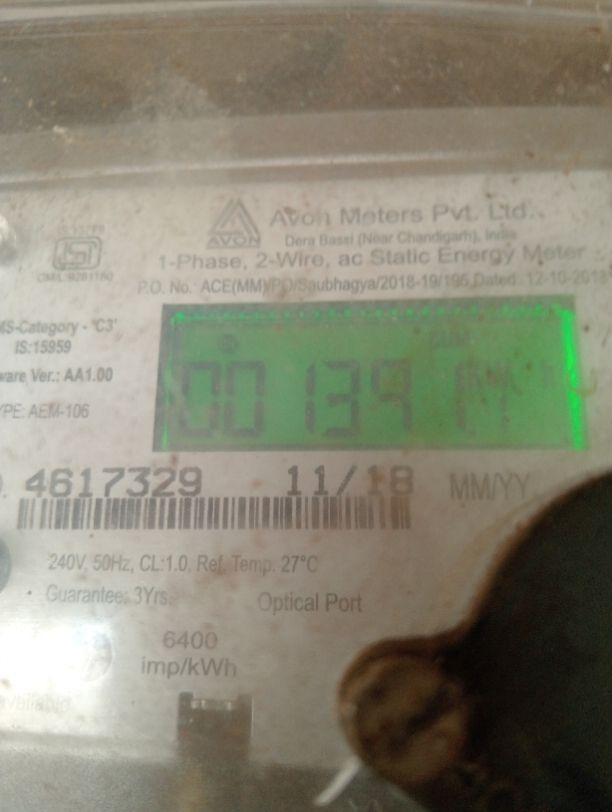 IS:15959
AVON
Avon Meters Pvt. Ltd.
Dera Bassi (Near Chandigarh), India
1-Phase, 2-Wire, ac Static Energy Meter
P.O. No. ACE(MM)/PO/Saubhagya/2018-19/195 Dated: 12-10-2018
MS-Category - 'C3'
IS:15959
ware Ver.: AA1.00
YPE: AEM-106
4617329 11/18 MM/YY
240V, 50Hz, CL:1.0, Ref. Temp. 27°C
Guarantee: 3Yrs.
Optical Port
6400
imp/kWh